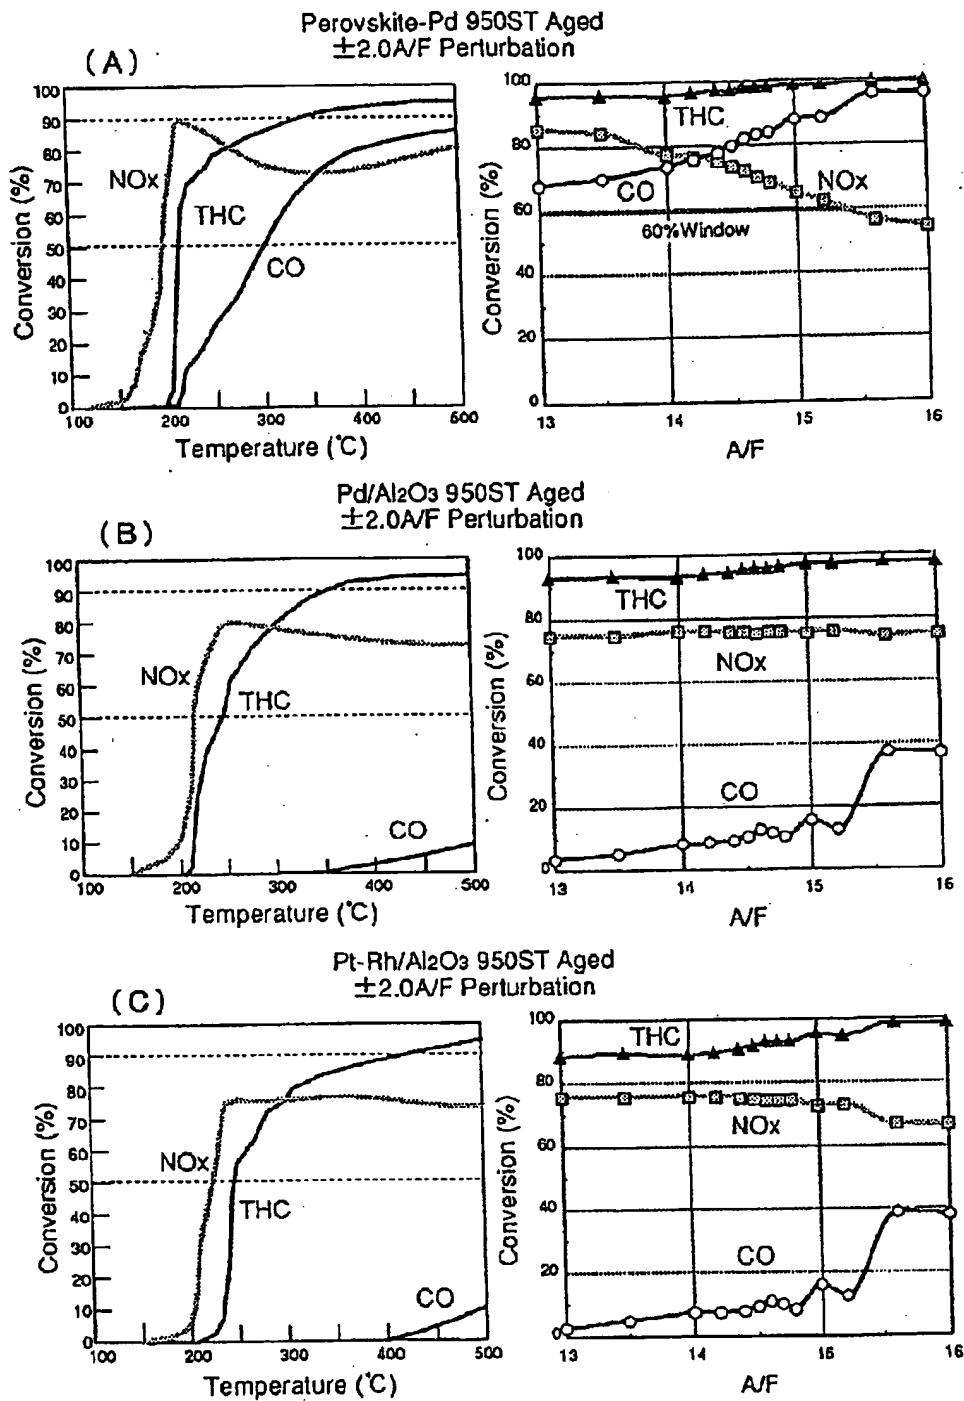 Perovskite-Pd 950ST Aged
±2.0A/F Perturbation
(A)
Conversion (%)
100
90
80
70
60
50
40
30
20
10
0
NOx
THC
CO
100
200
300
400
500
Temperature (℃)
Conversion (%)
100
80
60
40
20
0
THC
CO
NOx
60%Window
13
14
15
16
A/F
Pd/Al2O3 950ST Aged
±2.0A/F Perturbation
(B)
Conversion (%)
100
90
80
70
60
50
40
30
20
10
0
NOx
THC
CO
100
200
300
400
500
Temperature (℃)
Conversion (%)
100
80
60
40
20
0
THC
NOx
CO
13
14
15
16
A/F
Pt-Rh/Al2O3 950ST Aged
±2.0A/F Perturbation
(C)
Conversion (%)
100
90
80
70
60
50
40
30
20
10
0
NOx
THC
CO
100
200
300
400
500
Temperature (℃)
Conversion (%)
100
80
60
40
20
0
THC
NOx
CO
13
14
15
16
A/F